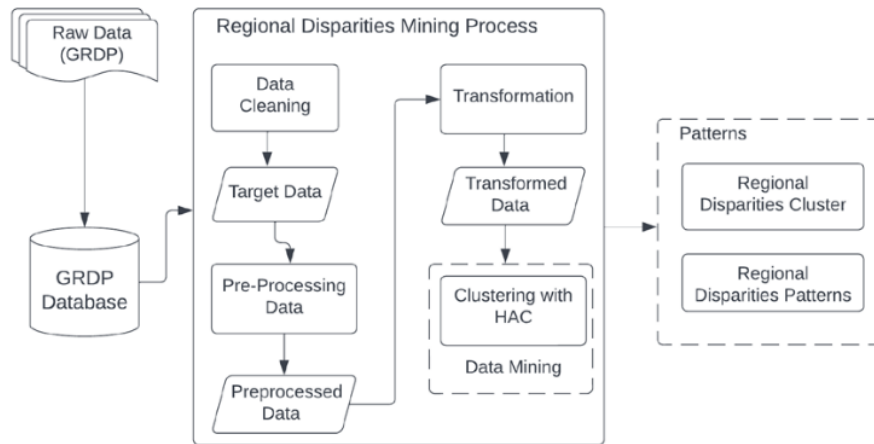 Raw Data
(GRDP)
GRDP
Database
Regional Disparities Mining Process
Data
Cleaning
Target Data
Pre-Processing
Data
Preprocessed
Data
Transformation
Transformed
Data
Clustering with
HAC
Data Mining
Patterns
Regional
Disparities Cluster
Regional
Disparities Patterns